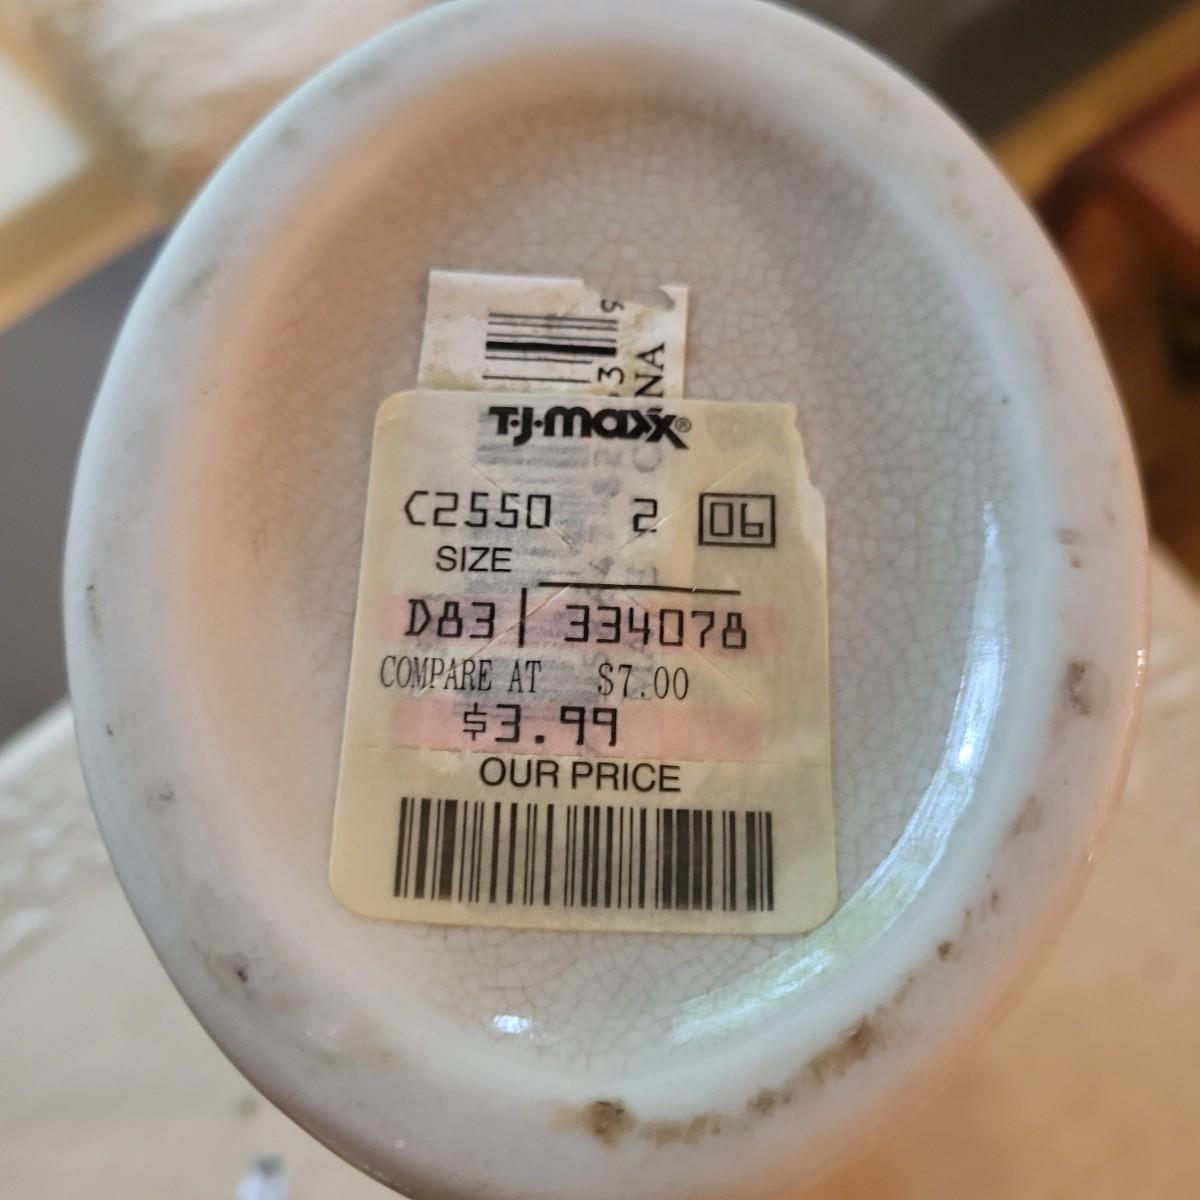 T·J·maxx®
C2550 2 06
SIZE
D83 | 334078
COMPARE AT $7.00
$3.99
OUR PRICE